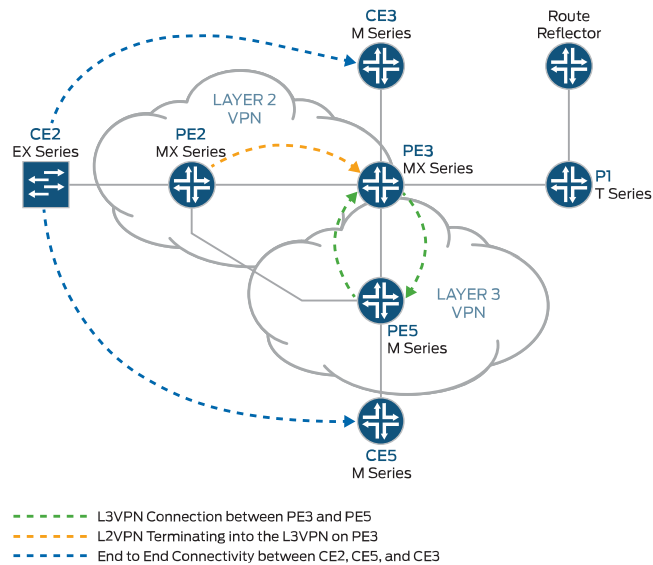 CE3
M Series
Route
Reflector
LAYER 2
VPN
CE2
EX Series
PE2
MX Series
PE3
MX Series
P1
T Series
LAYER 3
VPN
PE5
M Series
CE5
M Series
L3VPN Connection between PE3 and PE5
L2VPN Terminating into the L3VPN on PE3
End to End Connectivity between CE2, CE5, and CE3